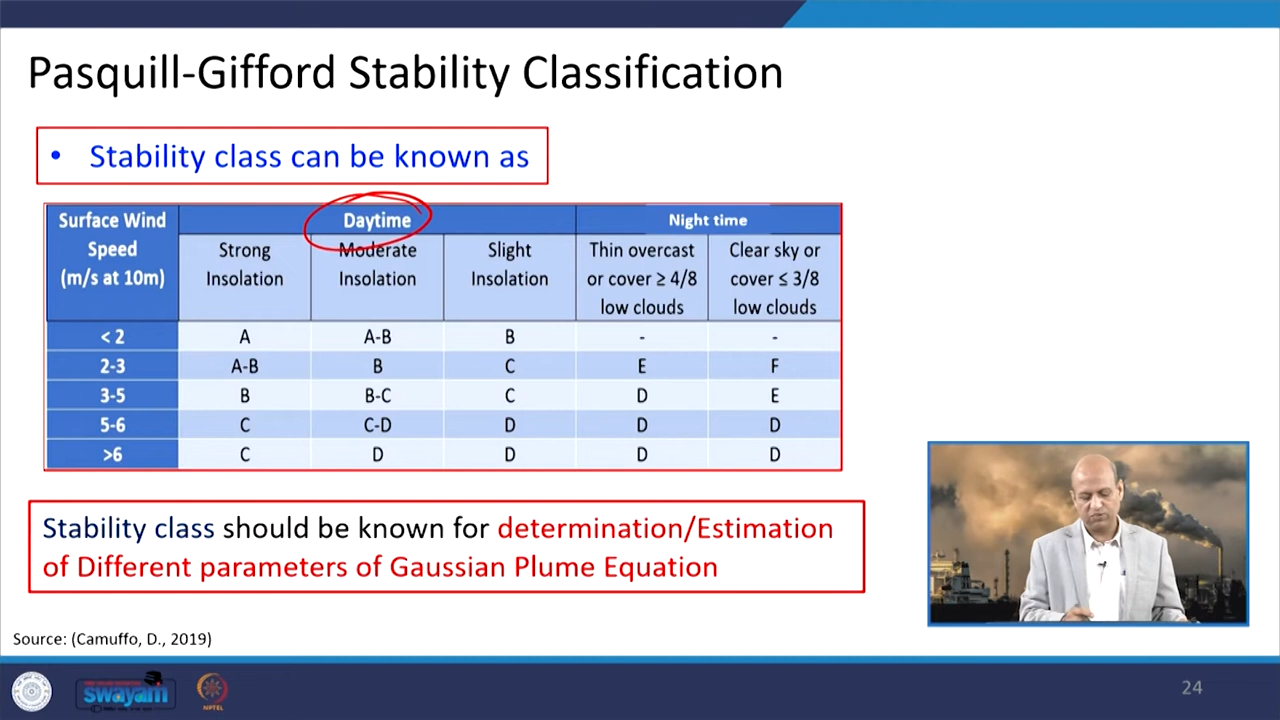 Pasquill-Gifford Stability Classification
• Stability class can be known as
Surface Wind Speed (m/s at 10m) Daytime Night time
Strong Insolation Moderate Insolation Slight Insolation Thin overcast or cover ≥ 4/8 low clouds Clear sky or cover ≤ 3/8 low clouds
< 2 A A-B B - -
2-3 A-B B C E F
3-5 B B-C C D E
5-6 C C-D D D D
>6 C D D D D
Stability class should be known for determination/Estimation
of Different parameters of Gaussian Plume Equation
Source: (Camuffo, D., 2019)
swayam
NPTEL
24